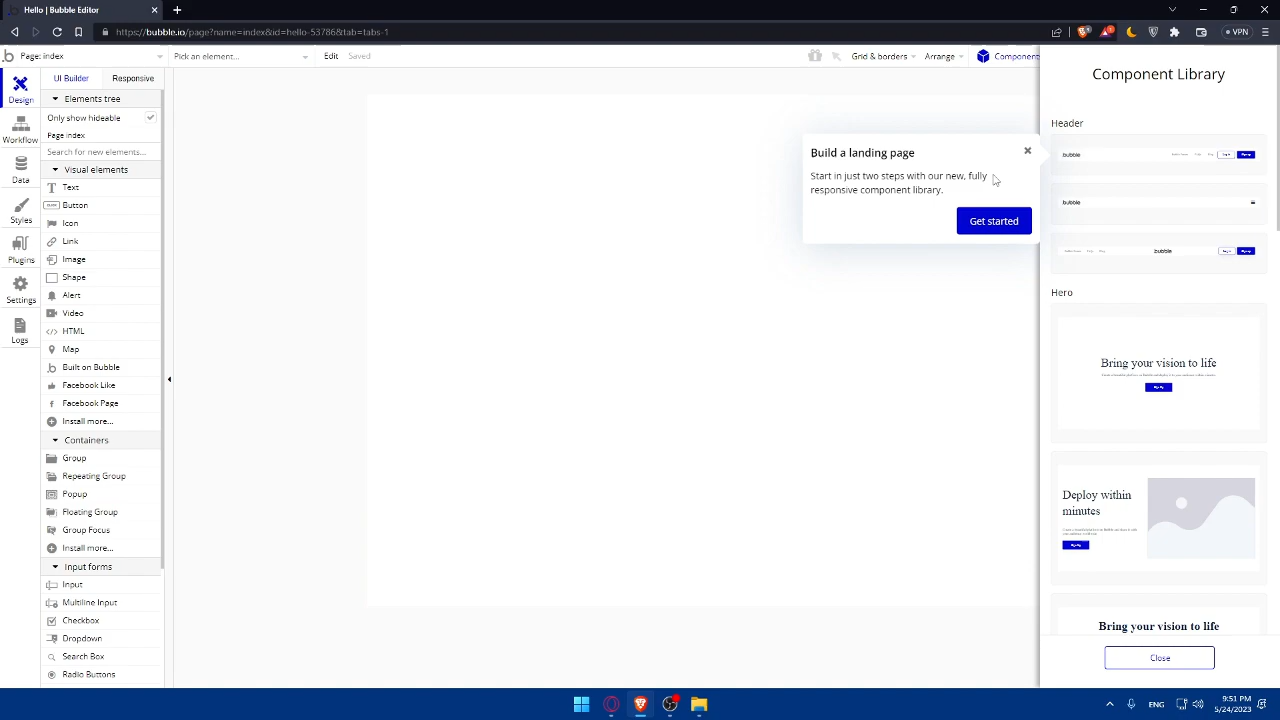 Hello | Bubble Editor
https://bubble.io/page?name=index&id=hello-53786&tab=tabs-1
VPN
Page: index
Pick an element...
Edit
Saved
Grid & borders
Arrange
Component
Design
Workflow
Data
Styles
Plugins
Settings
Logs
UI Builder
Responsive
Elements tree
Only show hideable
Page index
Search for new elements...
Visual elements
Text
Button
Icon
Link
Image
Shape
Alert
Video
HTML
Map
Built on Bubble
Facebook Like
Facebook Page
Install more...
Containers
Group
Repeating Group
Popup
Floating Group
Group Focus
Install more...
Input forms
Input
Multiline Input
Checkbox
Dropdown
Search Box
Radio Buttons
Build a landing page
Start in just two steps with our new, fully
responsive component library.
Get started
Component Library
Header
bubble
bubble
bubble
Hero
Bring your vision to life
Deploy within
minutes
Bring your vision to life
Close
ENG
9:51 PM
5/24/2023